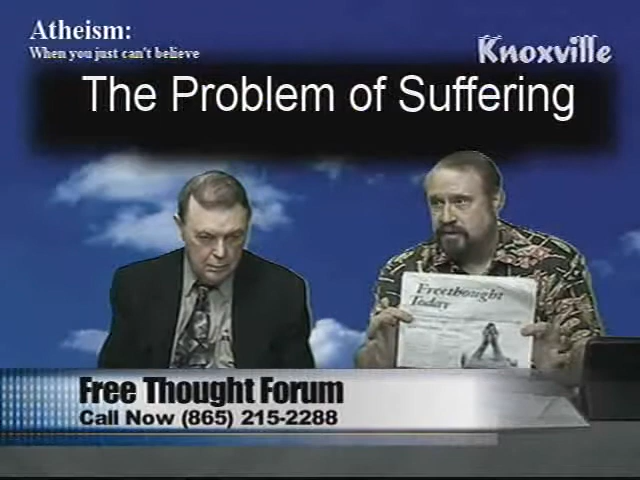 Atheism:
When you just can't believe
Knoxville
The Problem of Suffering
Freethought
Today
Free Thought Forum
Call Now (865) 215-2288